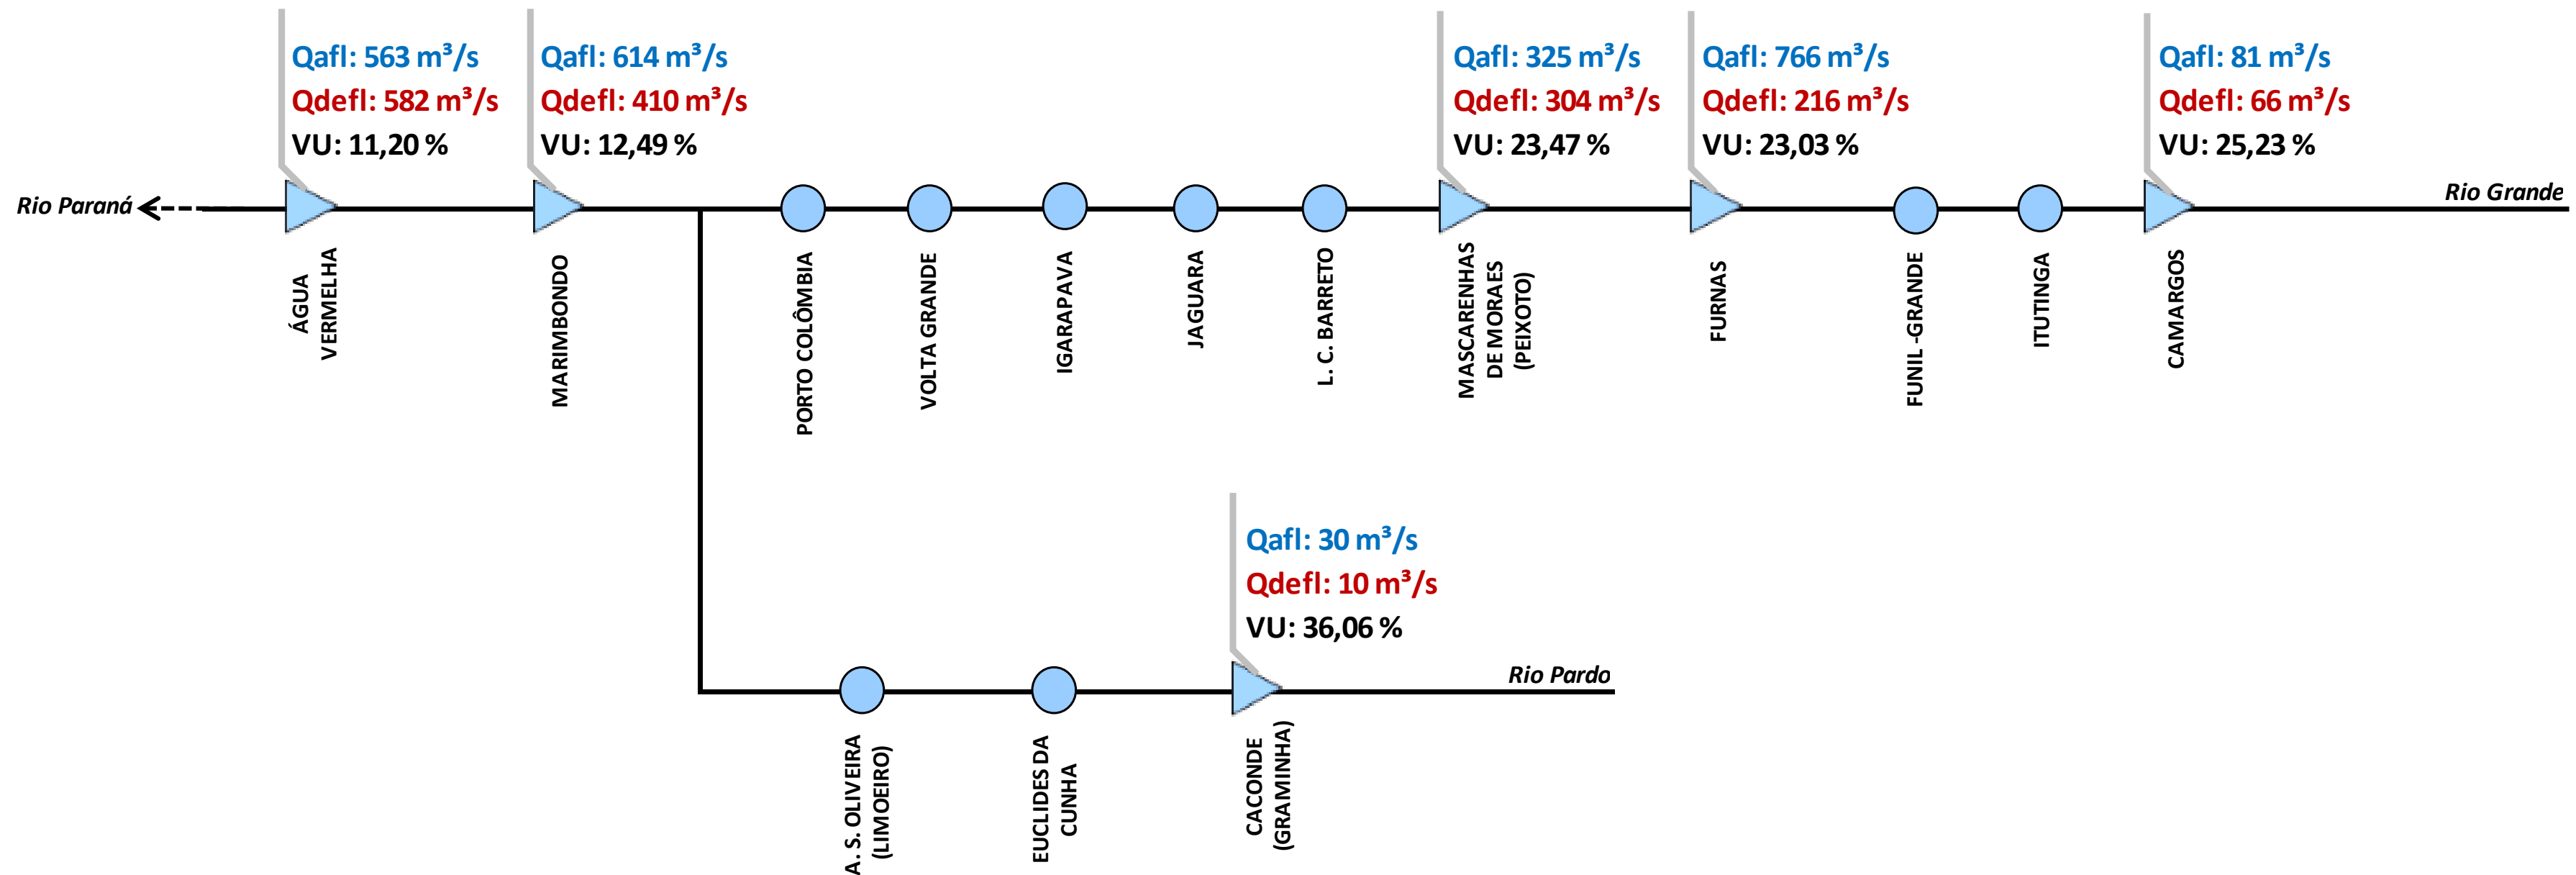 Qafl: 563 m³/s
Qdefl: 582 m³/s
VU: 11,20 %
Qafl: 614 m³/s
Qdefl: 410 m³/s
VU: 12,49 %
Qafl: 325 m³/s
Qdefl: 304 m³/s
VU: 23,47 %
Qafl: 766 m³/s
Qdefl: 216 m³/s
VU: 23,03 %
Qafl: 81 m³/s
Qdefl: 66 m³/s
VU: 25,23 %
Rio Paraná
Rio Grande
ÁGUA
VERMELHA
MARIMBONDO
PORTO COLÔMBIA
VOLTA GRANDE
IGARAPAVA
JAGUARA
L. C. BARRETO
MASCARENHAS
DE MORAES
(PEIXOTO)
FURNAS
FUNIL -GRANDE
ITUTINGA
CAMARGOS
Qafl: 30 m³/s
Qdefl: 10 m³/s
VU: 36,06 %
Rio Pardo
A. S. OLIVEIRA
(LIMOEIRO)
EUCLIDES DA
CUNHA
CACONDE
(GRAMINHA)